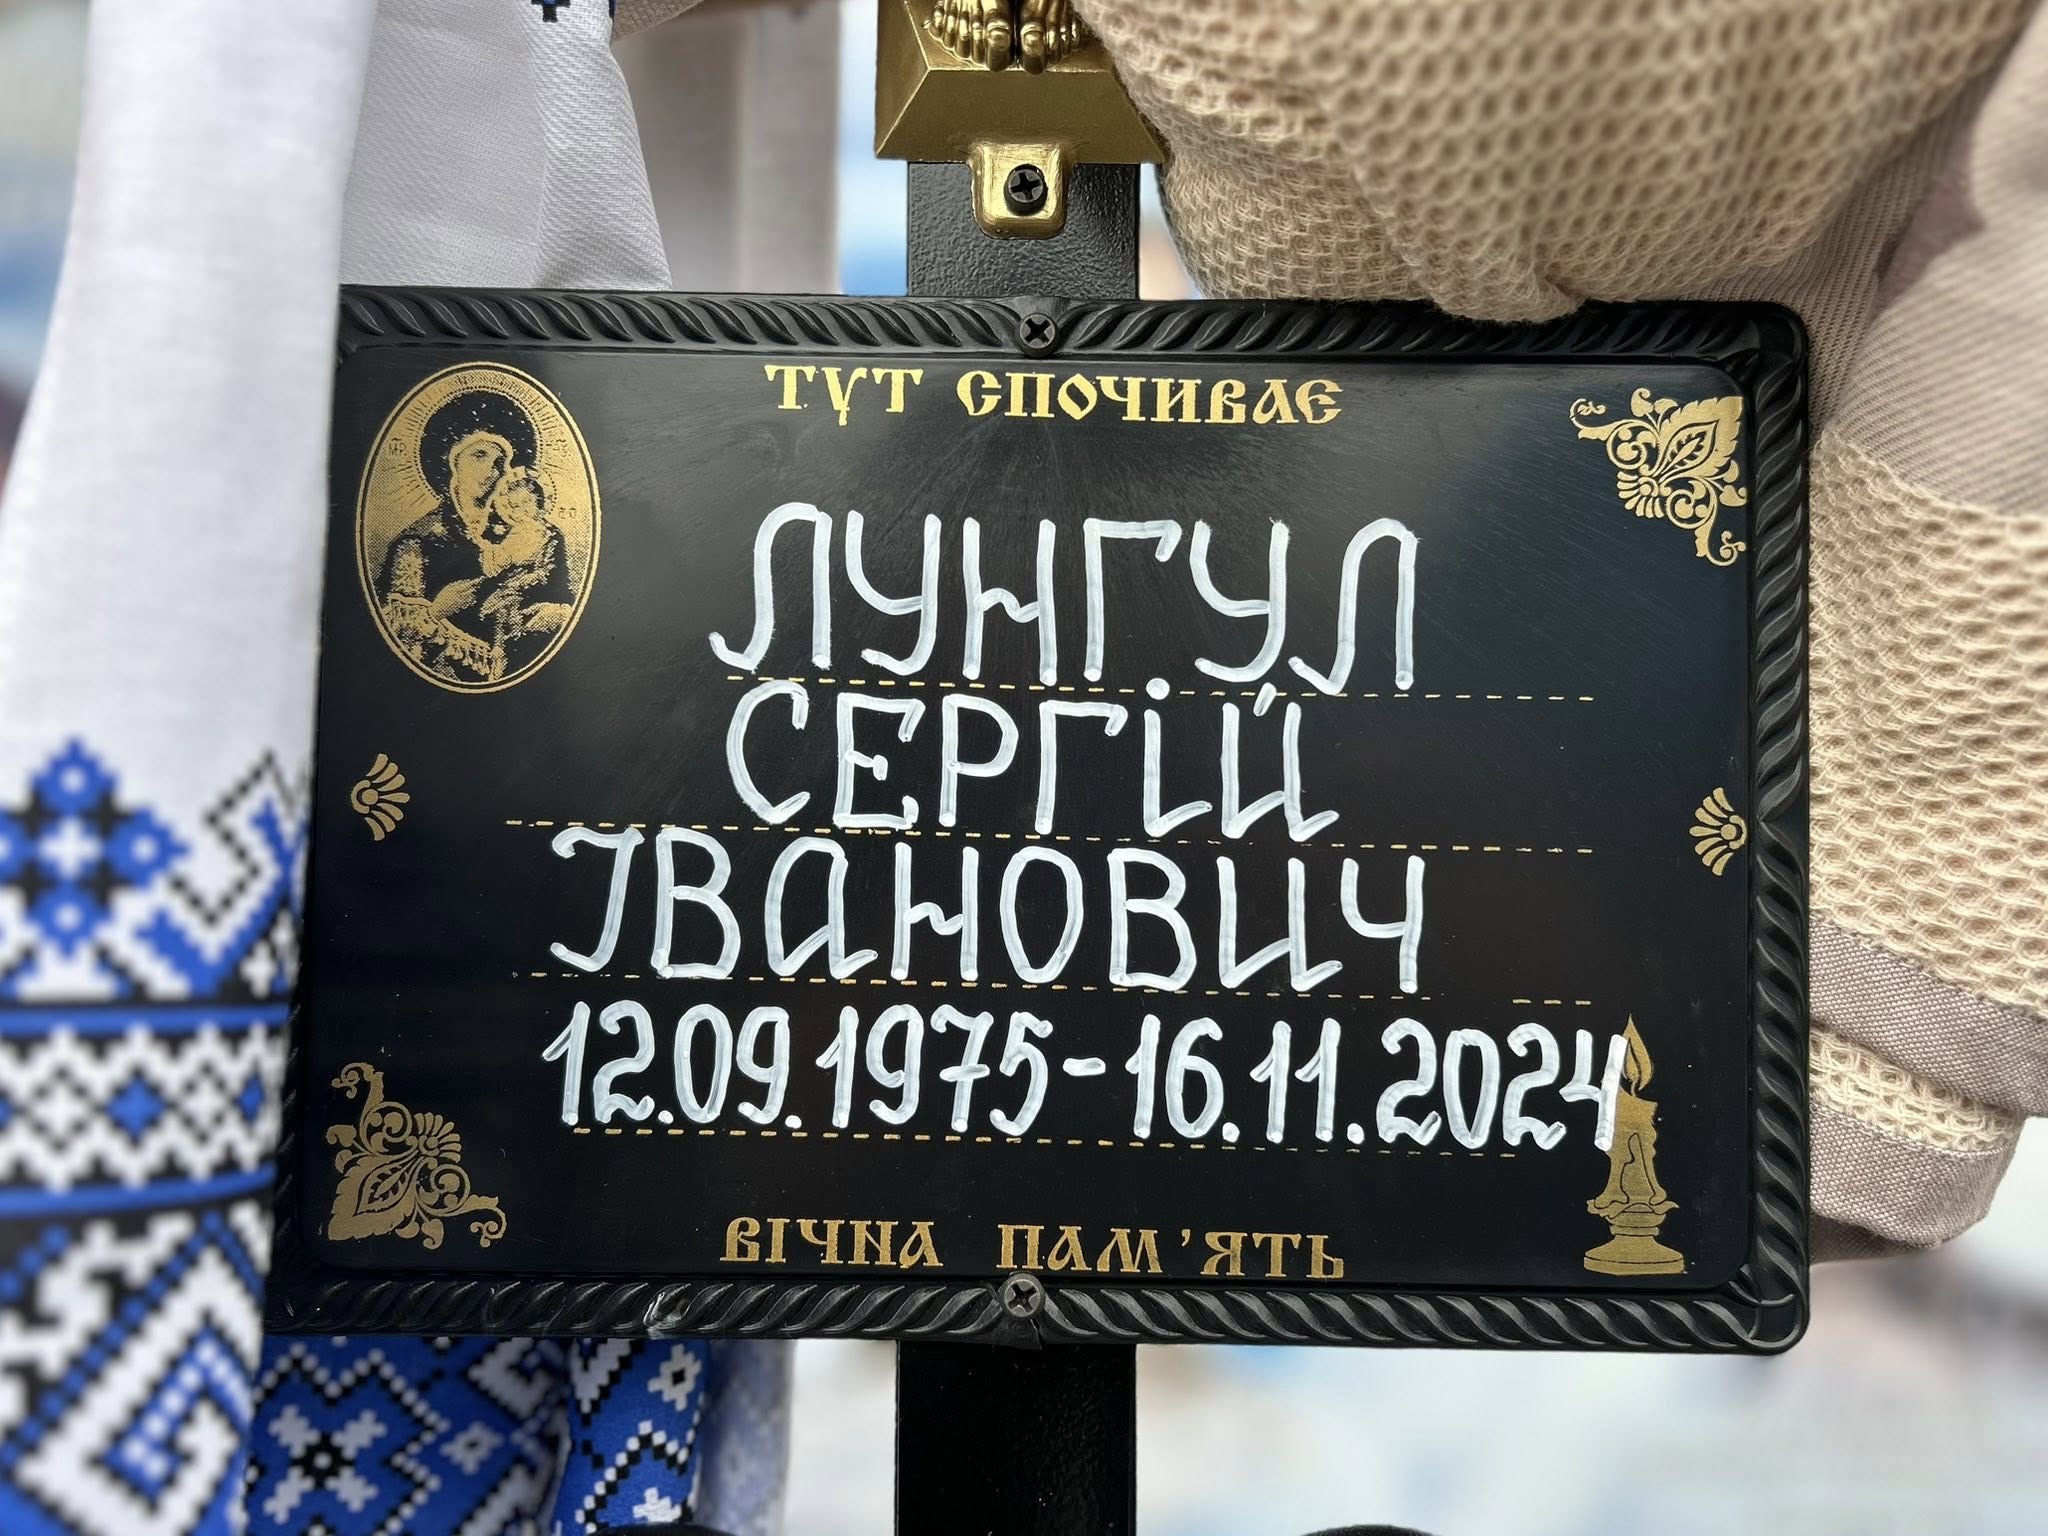 ТУТ СПОЧИВАЄ
ЛУНГУЛ
СЕРГІЙ
ІВАНОВИЧ
12.09.1975-16.11.2024
ВІЧНА ПАМ'ЯТЬ